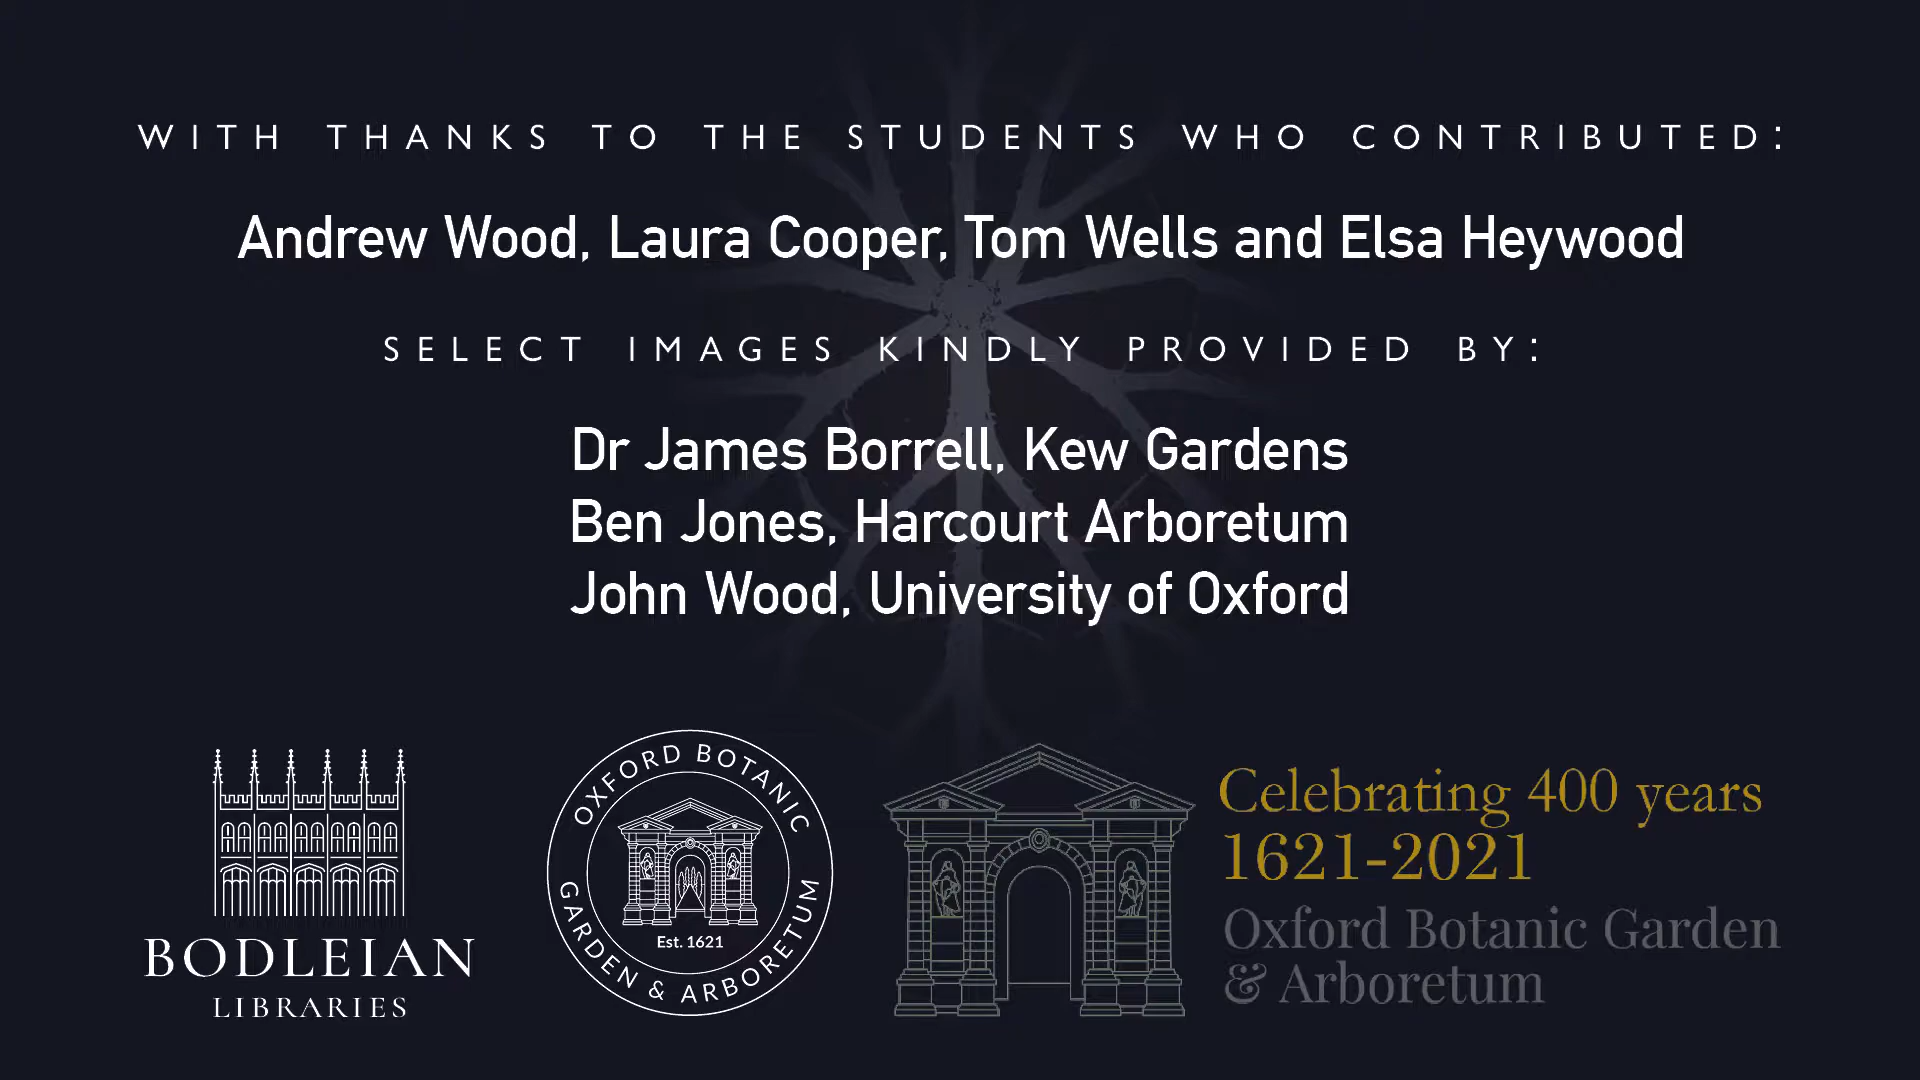 WITH THANKS TO THE STUDENTS WHO CONTRIBUTED:
Andrew Wood, Laura Cooper, Tom Wells and Elsa Heywood
SELECT IMAGES KINDLY PROVIDED BY:
Dr James Borrell, Kew Gardens
Ben Jones, Harcourt Arboretum
John Wood, University of Oxford
BODLEIAN
LIBRARIES
OXFORD BOTANIC
GARDEN & ARBORETUM
Est. 1621
Celebrating 400 years
1621-2021
Oxford Botanic Garden
& Arboretum